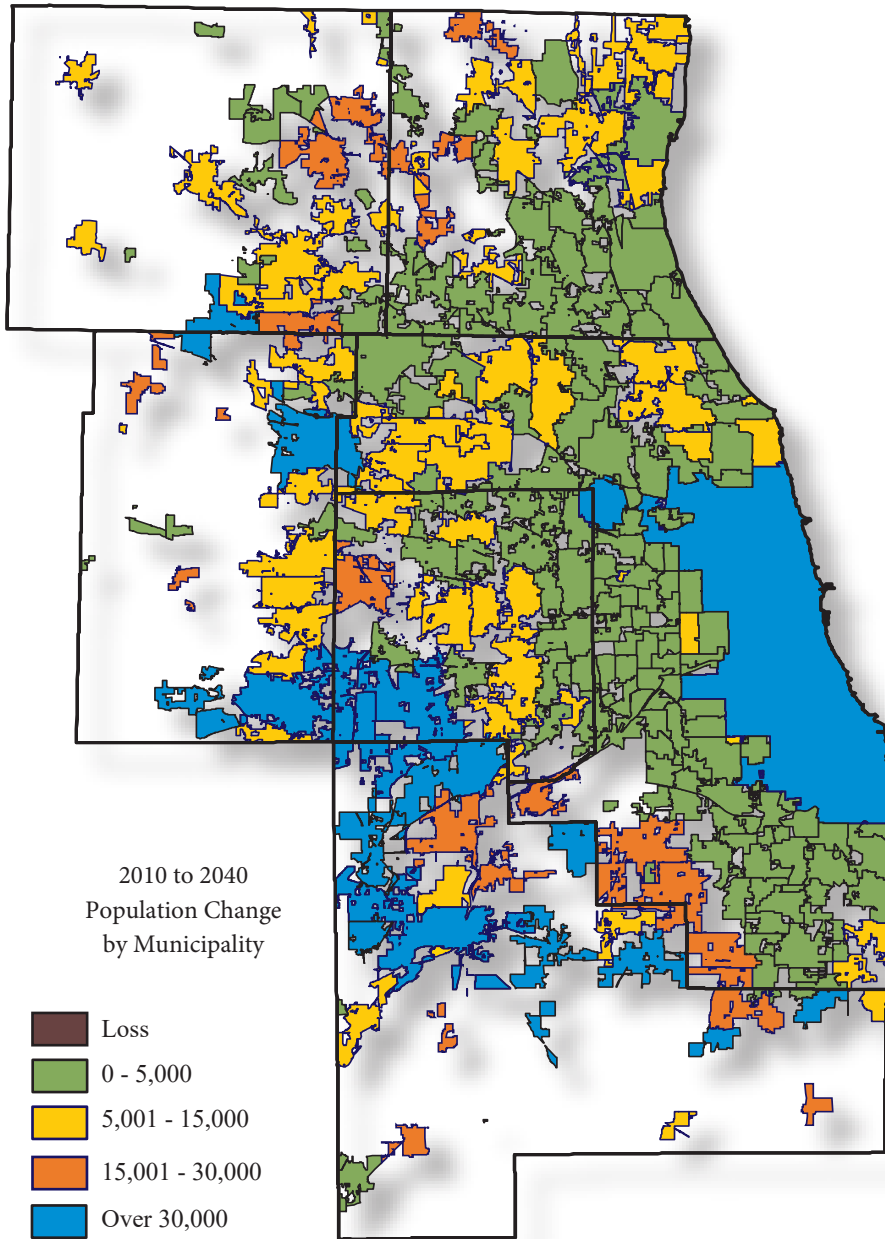 2010 to 2040
Population Change
by Municipality
Loss
0 - 5,000
5,001 - 15,000
15,001 - 30,000
Over 30,000